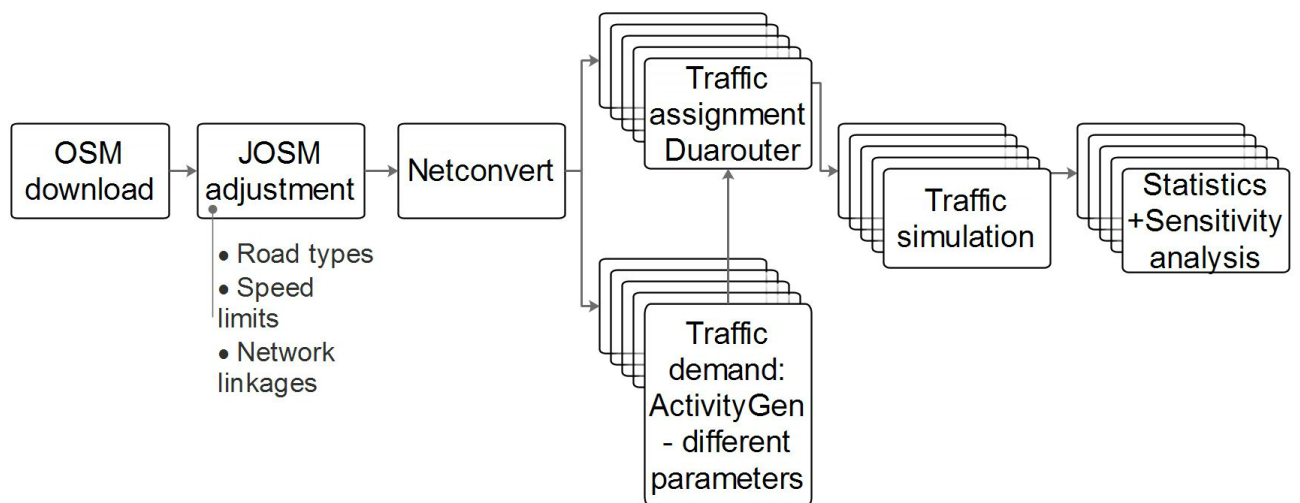 OSM
download
JOSM
adjustment
● Road types
● Speed
limits
● Network
linkages
Netconvert
Traffic
assignment
Duarouter
Traffic
demand:
ActivityGen
- different
parameters
Traffic
simulation
Statistics
+Sensitivity
analysis